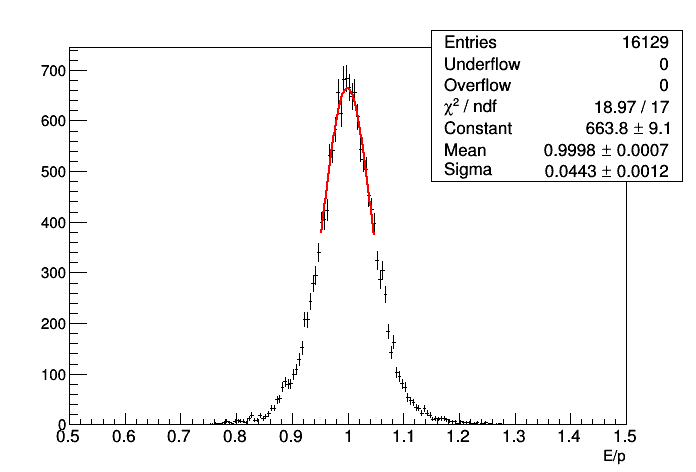 Entries 16129
Underflow 0
Overflow 0
χ² / ndf 18.97 / 17
Constant 663.8 ± 9.1
Mean 0.9998 ± 0.0007
Sigma 0.0443 ± 0.0012
700
600
500
400
300
200
100
0
0.5 0.6 0.7 0.8 0.9 1 1.1 1.2 1.3 1.4 1.5
E/p